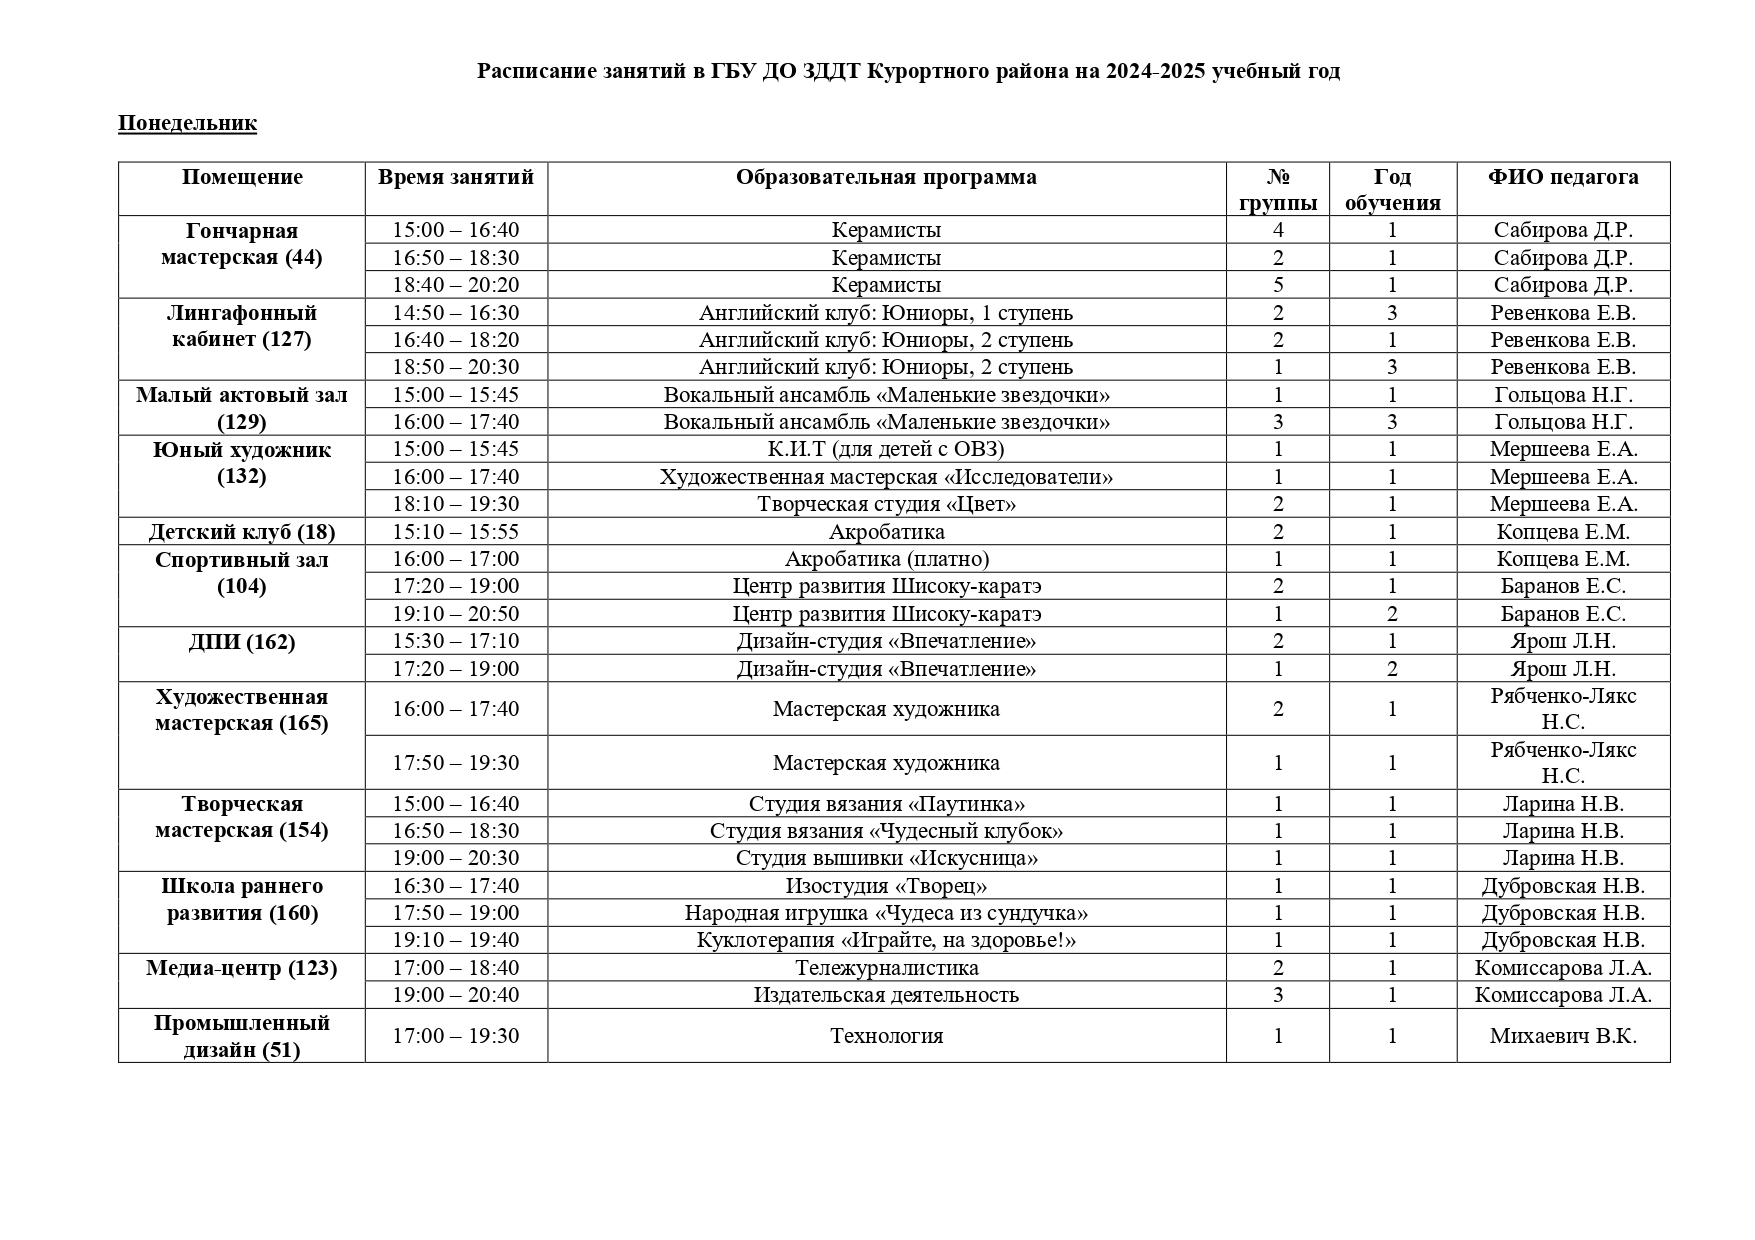 Расписание занятий в ГБУ ДО ЗДДТ Курортного района на 2024-2025 учебный год
Понедельник
Помещение Время занятий Образовательная программа № группы Год обучения ФИО педагога
Гончарная мастерская (44) 15:00 – 16:40 Керамисты 4 1 Сабирова Д.Р.
16:50 – 18:30 Керамисты 2 1 Сабирова Д.Р.
18:40 – 20:20 Керамисты 5 1 Сабирова Д.Р.
Лингафонный кабинет (127) 14:50 – 16:30 Английский клуб: Юниоры, 1 ступень 2 3 Ревенкова Е.В.
16:40 – 18:20 Английский клуб: Юниоры, 2 ступень 2 1 Ревенкова Е.В.
18:50 – 20:30 Английский клуб: Юниоры, 2 ступень 1 3 Ревенкова Е.В.
Малый актовый зал (129) 15:00 – 15:45 Вокальный ансамбль «Маленькие звездочки» 1 1 Гольцова Н.Г.
16:00 – 17:40 Вокальный ансамбль «Маленькие звездочки» 3 3 Гольцова Н.Г.
Юный художник (132) 15:00 – 15:45 К.И.Т (для детей с ОВЗ) 1 1 Мершеева Е.А.
16:00 – 17:40 Художественная мастерская «Исследователи» 1 1 Мершеева Е.А.
18:10 – 19:30 Творческая студия «Цвет» 2 1 Мершеева Е.А.
Детский клуб (18) 15:10 – 15:55 Акробатика 2 1 Копцева Е.М.
Спортивный зал (104) 16:00 – 17:00 Акробатика (платно) 1 1 Копцева Е.М.
17:20 – 19:00 Центр развития Шисоку-каратэ 2 1 Баранов Е.С.
19:10 – 20:50 Центр развития Шисоку-каратэ 1 2 Баранов Е.С.
ДПИ (162) 15:30 – 17:10 Дизайн-студия «Впечатление» 2 1 Ярош Л.Н.
17:20 – 19:00 Дизайн-студия «Впечатление» 1 2 Ярош Л.Н.
Художественная мастерская (165) 16:00 – 17:40 Мастерская художника 2 1 Рябченко-Лякс Н.С.
17:50 – 19:30 Мастерская художника 1 1 Рябченко-Лякс Н.С.
Творческая мастерская (154) 15:00 – 16:40 Студия вязания «Паутинка» 1 1 Ларина Н.В.
16:50 – 18:30 Студия вязания «Чудесный клубок» 1 1 Ларина Н.В.
19:00 – 20:30 Студия вышивки «Искусница» 1 1 Ларина Н.В.
Школа раннего развития (160) 16:30 – 17:40 Изостудия «Творец» 1 1 Дубровская Н.В.
17:50 – 19:00 Народная игрушка «Чудеса из сундучка» 1 1 Дубровская Н.В.
19:10 – 19:40 Куклотерапия «Играйте, на здоровье!» 1 1 Дубровская Н.В.
Медиа-центр (123) 17:00 – 18:40 Тележурналистика 2 1 Комиссарова Л.А.
19:00 – 20:40 Издательская деятельность 3 1 Комиссарова Л.А.
Промышленный дизайн (51) 17:00 – 19:30 Технология 1 1 Михаевич В.К.